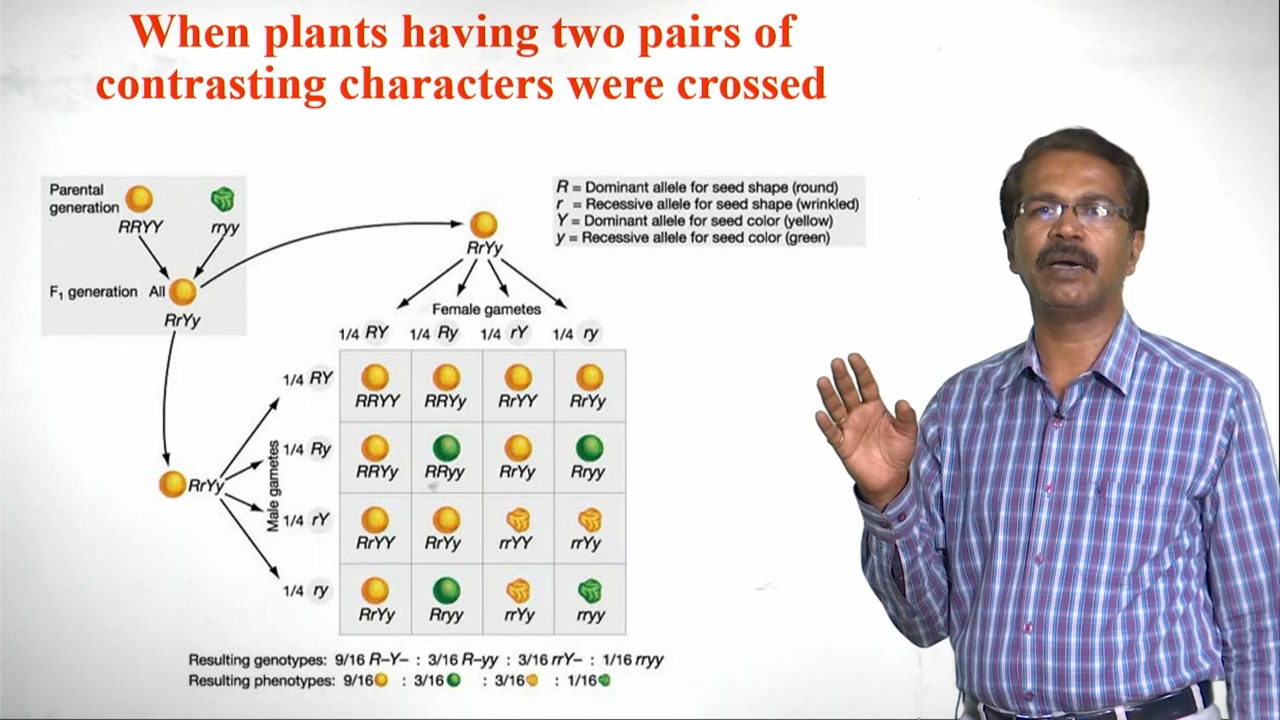 When plants having two pairs of
contrasting characters were crossed
Parental
generation
RRYY
rryy
F₁ generation All
RrYy
RrYy
R = Dominant allele for seed shape (round)
r = Recessive allele for seed shape (wrinkled)
Y = Dominant allele for seed color (yellow)
y = Recessive allele for seed color (green)
Female gametes
1/4 RY 1/4 Ry 1/4 rY 1/4 ry
RrYy
Male gametes
1/4 RY
RRYY RRYy RrYY RrYy
1/4 Ry
RRYy RRyy RrYy Rryy
1/4 rY
RrYY RrYy rrYY rrYy
1/4 ry
RrYy Rryy rrYy rryy
Resulting genotypes: 9/16 R–Y– : 3/16 R–yy : 3/16 rrY– : 1/16 rryy
Resulting phenotypes: 9/16 : 3/16 : 3/16 : 1/16